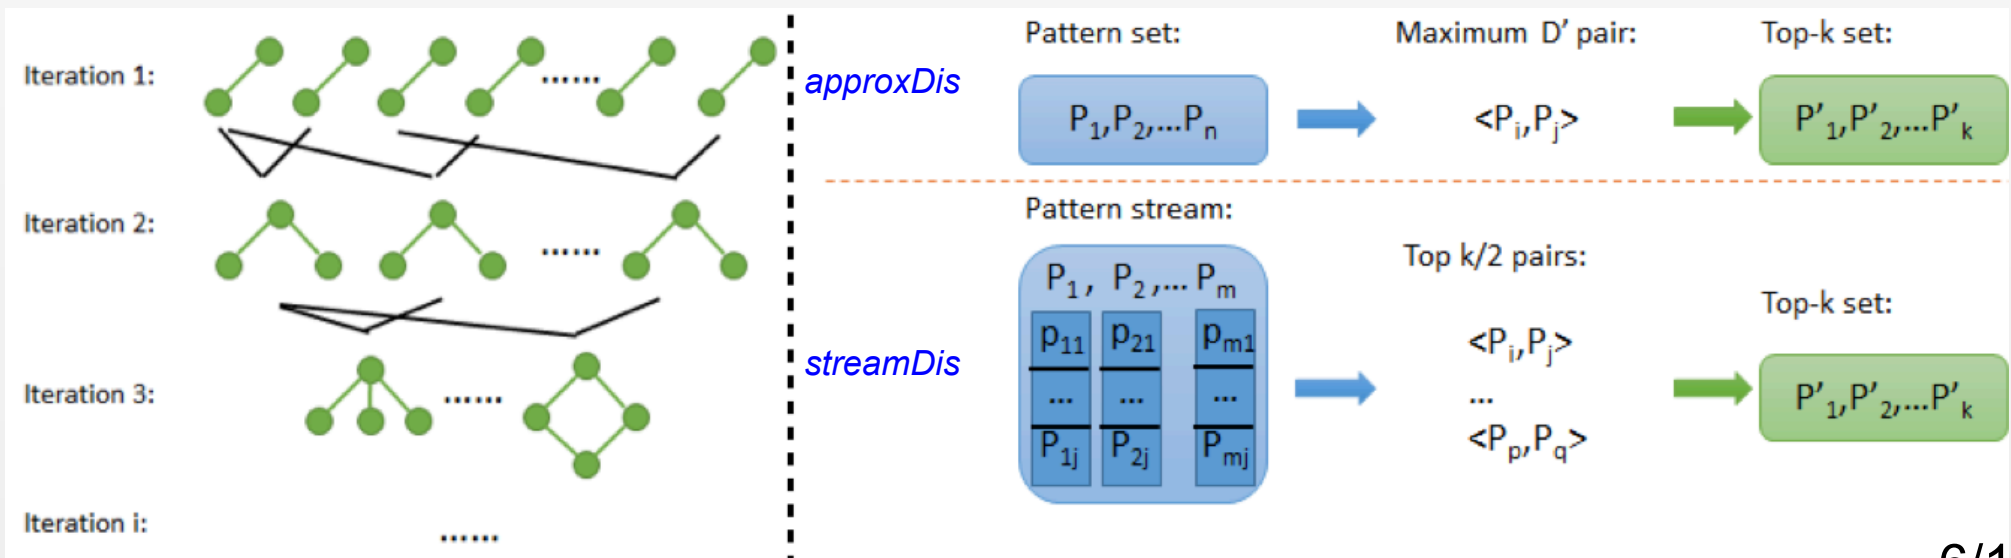 Iteration 1:
......
Iteration 2:
......
Iteration 3:
......
Iteration i:
......
approxDis
Pattern set:
P1,P2,...Pn
Maximum D' pair:
<Pi,Pj>
Top-k set:
P'1,P'2,...P'k
streamDis
Pattern stream:
P1, P2,... Pm
p11 p21 pm1
... ... ...
P1j P2j Pmj
Top k/2 pairs:
<Pi,Pj>
...
<Pp,Pq>
Top-k set:
P'1,P'2,...P'k